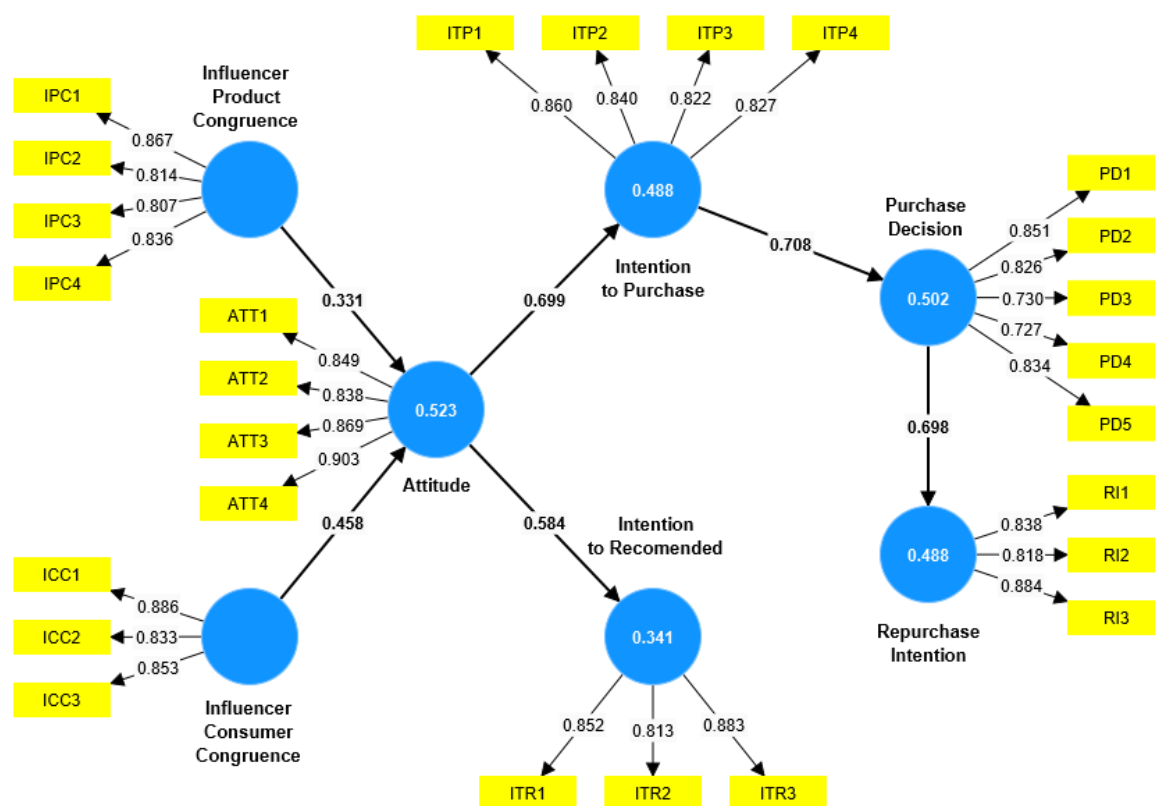 ITP1
ITP2
ITP3
ITP4
0.860
0.840
0.822
0.827
Influencer
Product
Congruence
IPC1
IPC2
IPC3
IPC4
0.867
0.814
0.807
0.836
0.488
Intention
to Purchase
0.708
Purchase
Decision
0.502
PD1
PD2
PD3
PD4
PD5
0.851
0.826
0.730
0.727
0.834
0.331
0.699
ATT1
ATT2
ATT3
ATT4
0.849
0.838
0.869
0.903
0.523
Attitude
0.698
0.458
0.584
Intention
to Recomended
0.341
ICC1
ICC2
ICC3
0.886
0.833
0.853
Influencer
Consumer
Congruence
0.488
Repurchase
Intention
RI1
RI2
RI3
0.838
0.818
0.884
0.852
0.813
0.883
ITR1
ITR2
ITR3